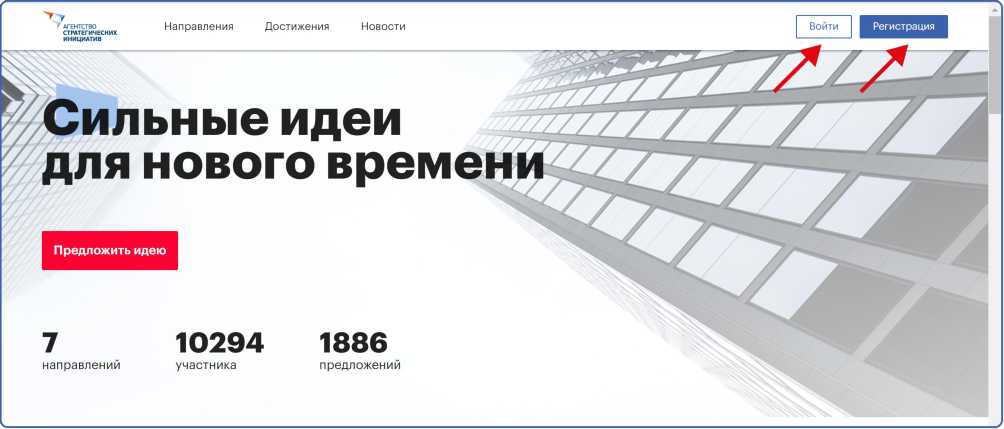 АГЕНТСТВО
СТРАТЕГИЧЕСКИХ
ИНИЦИАТИВ
Направления Достижения Новости Войти Регистрация
Сильные идеи
для нового времени
Предложить идею
7 10294 1886
направлений участника предложений